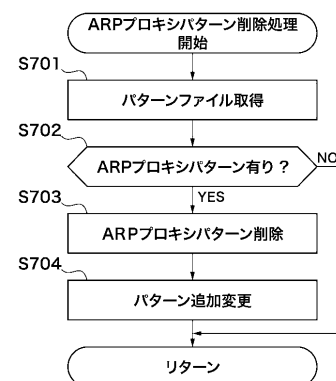 ARPプロキシパターン削除処理
開始
S701
パターンファイル取得
S702
ARPプロキシパターン有り？
NO
YES
S703
ARPプロキシパターン削除
S704
パターン追加変更
リターン